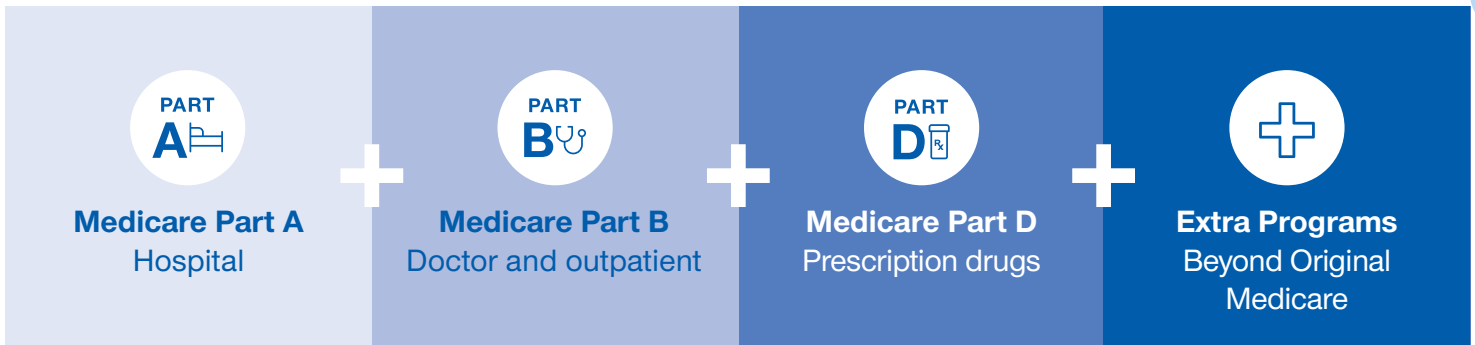 PART
A
Medicare Part A
Hospital
PART
B
Medicare Part B
Doctor and outpatient
PART
D
Rx
Medicare Part D
Prescription drugs
Extra Programs
Beyond Original
Medicare